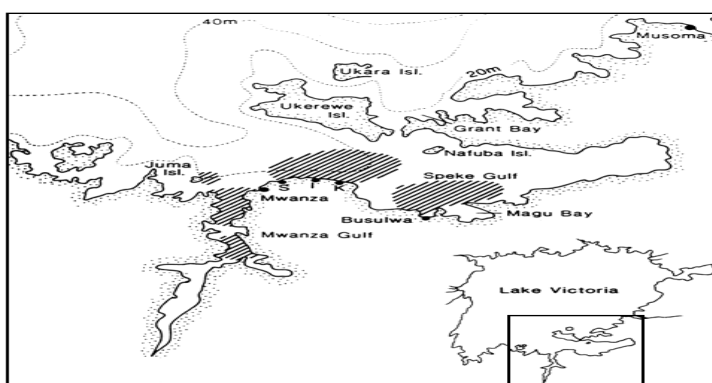 40m
Musoma
Ukara Isl.
20m
Ukerewe
Isl.
Grant Bay
Juma
Isl.
Nafuba Isl.
Speke Gulf
S I K
Mwanza
Busulwa
Magu Bay
Mwanza Gulf
Lake Victoria